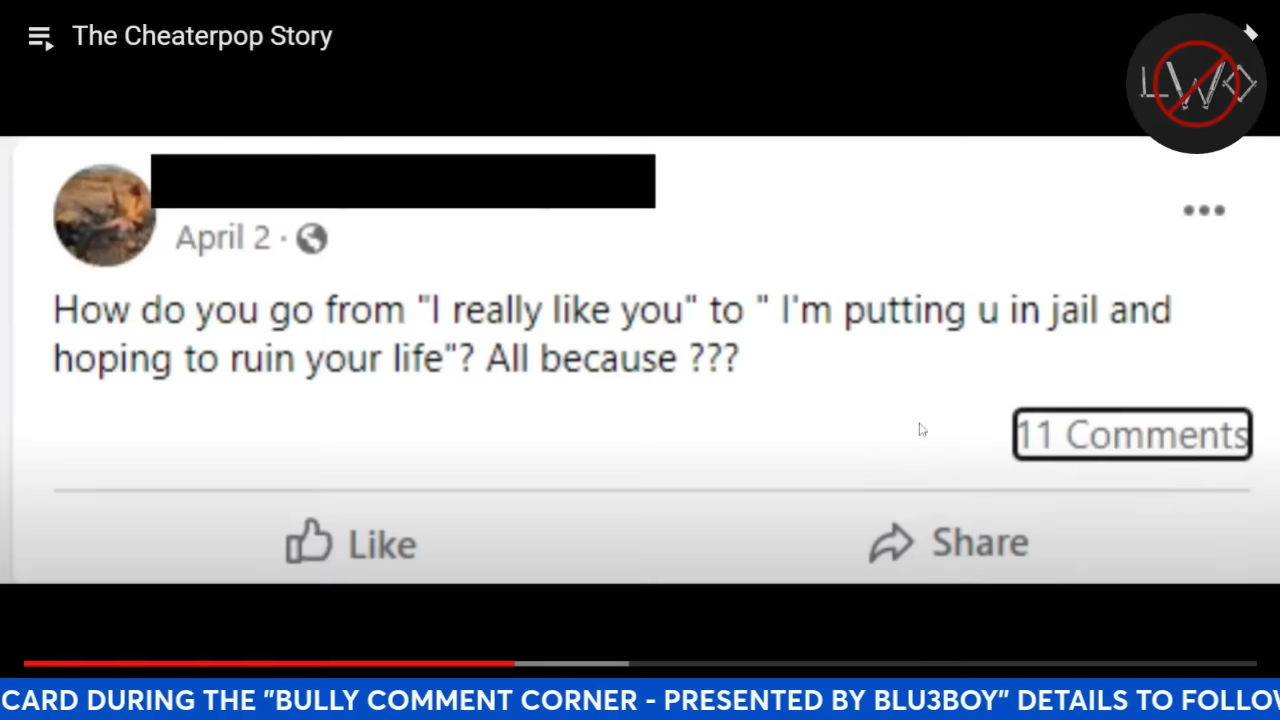 The Cheaterpop Story
LWO
April 2 ·
How do you go from "I really like you" to " I'm putting u in jail and
hoping to ruin your life"? All because ???
11 Comments
Like
Share
CARD DURING THE "BULLY COMMENT CORNER - PRESENTED BY BLU3BOY" DETAILS TO FOLLOW